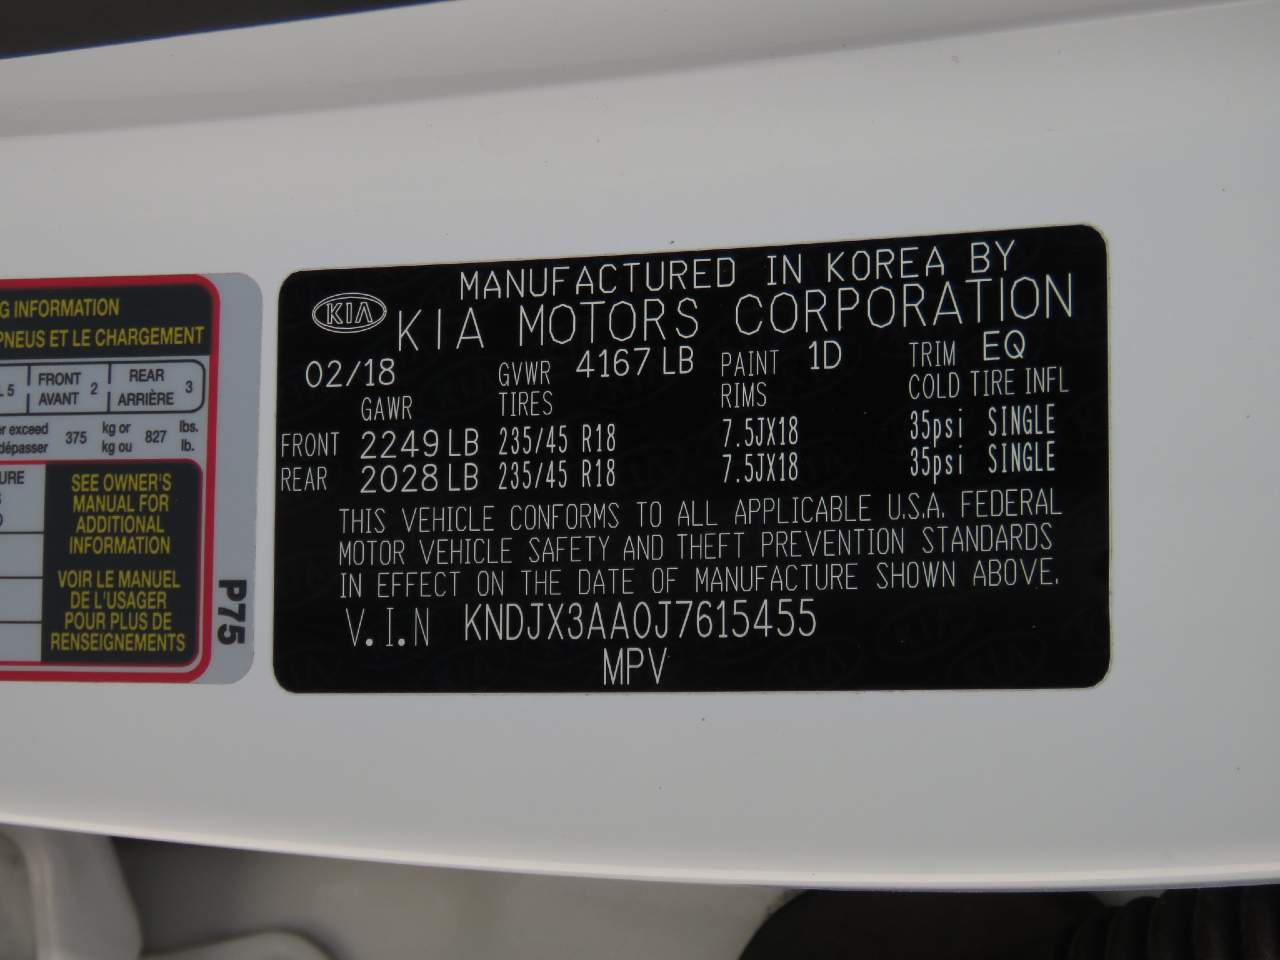 G INFORMATION
PNEUS ET LE CHARGEMENT
L 5 FRONT AVANT 2 REAR ARRIÈRE 3
er exceed 375 kg or 827 lbs.
dépasser kg ou lb.
URE
SEE OWNER'S
MANUAL FOR
ADDITIONAL
INFORMATION
VOIR LE MANUEL
DE L'USAGER
POUR PLUS DE
RENSEIGNEMENTS
P75
MANUFACTURED IN KOREA BY
KIA KIA MOTORS CORPORATION
02/18 GVWR 4167 LB PAINT 1D TRIM EQ
GAWR TIRES RIMS COLD TIRE INFL
FRONT 2249 LB 235/45 R18 7.5JX18 35psi SINGLE
REAR 2028 LB 235/45 R18 7.5JX18 35psi SINGLE
THIS VEHICLE CONFORMS TO ALL APPLICABLE U.S.A. FEDERAL
MOTOR VEHICLE SAFETY AND THEFT PREVENTION STANDARDS
IN EFFECT ON THE DATE OF MANUFACTURE SHOWN ABOVE.
V.I.N KNDJX3AA0J7615455
MPV